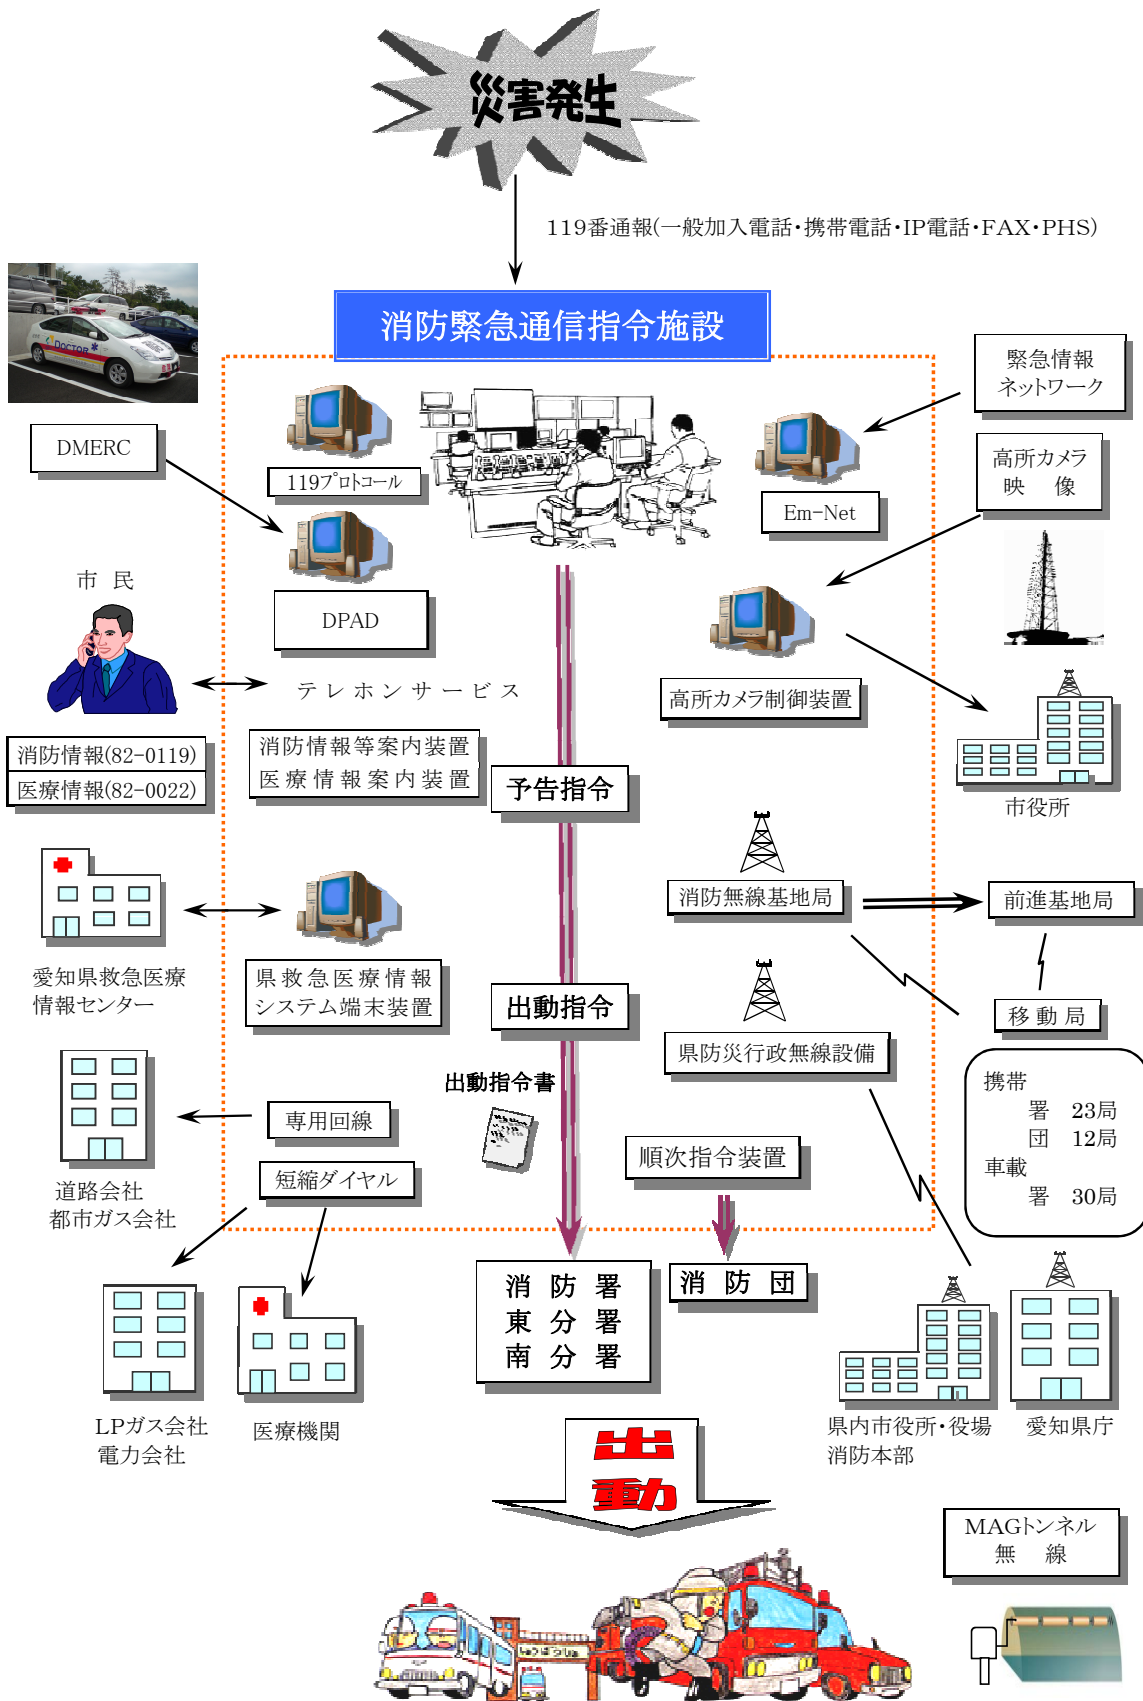 災害発生
119番通報(一般加入電話・携帯電話・IP電話・FAX・PHS)
消防緊急通信指令施設
緊急情報
ネットワーク
DOCTOR
DMERC
119プロトコール
Em-Net
高所カメラ
映　像
DPAD
市　民
テレホンサービス
高所カメラ制御装置
消防情報(82-0119)
医療情報(82-0022)
消防情報等案内装置
医療情報案内装置
予告指令
市役所
消防無線基地局
前進基地局
愛知県救急医療
情報センター
県救急医療情報
システム端末装置
出動指令
移動局
県防災行政無線設備
出動指令書
携帯
署　23局
団　12局
車載
署　30局
専用回線
短縮ダイヤル
順次指令装置
道路会社
都市ガス会社
消防署
東分署
南分署
消防団
LPガス会社
電力会社
医療機関
県内市役所・役場
消防本部
愛知県庁
出
動
MAGトンネル
無　線